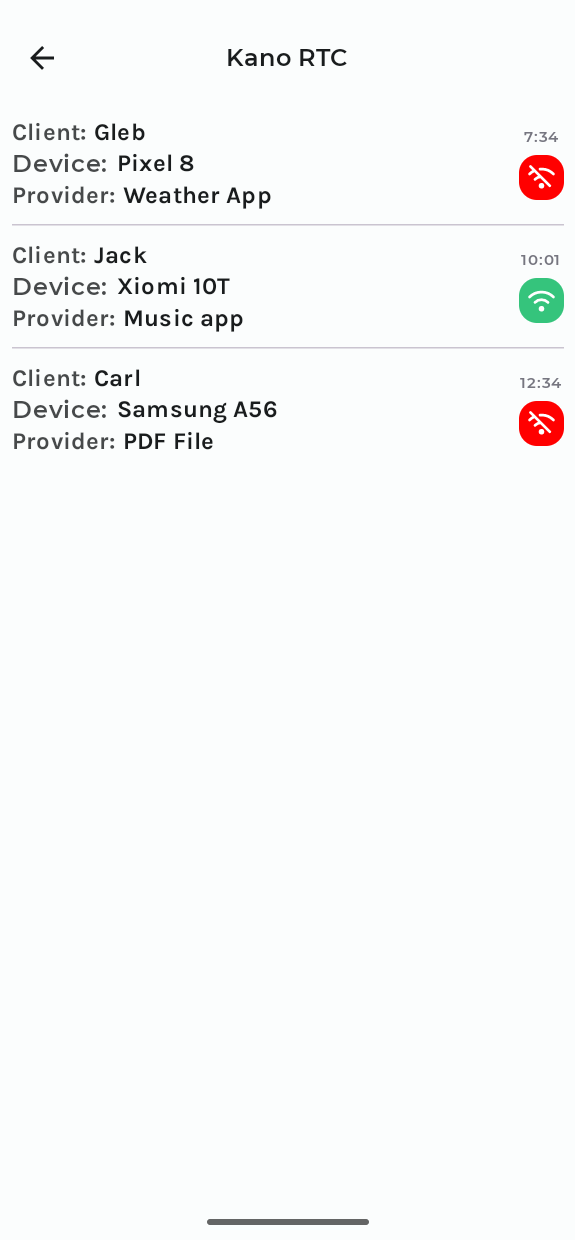 Kano RTC
Client: Gleb
7:34
Device: Pixel 8
Provider: Weather App
Client: Jack
10:01
Device: Xiomi 10T
Provider: Music app
Client: Carl
12:34
Device: Samsung A56
Provider: PDF File